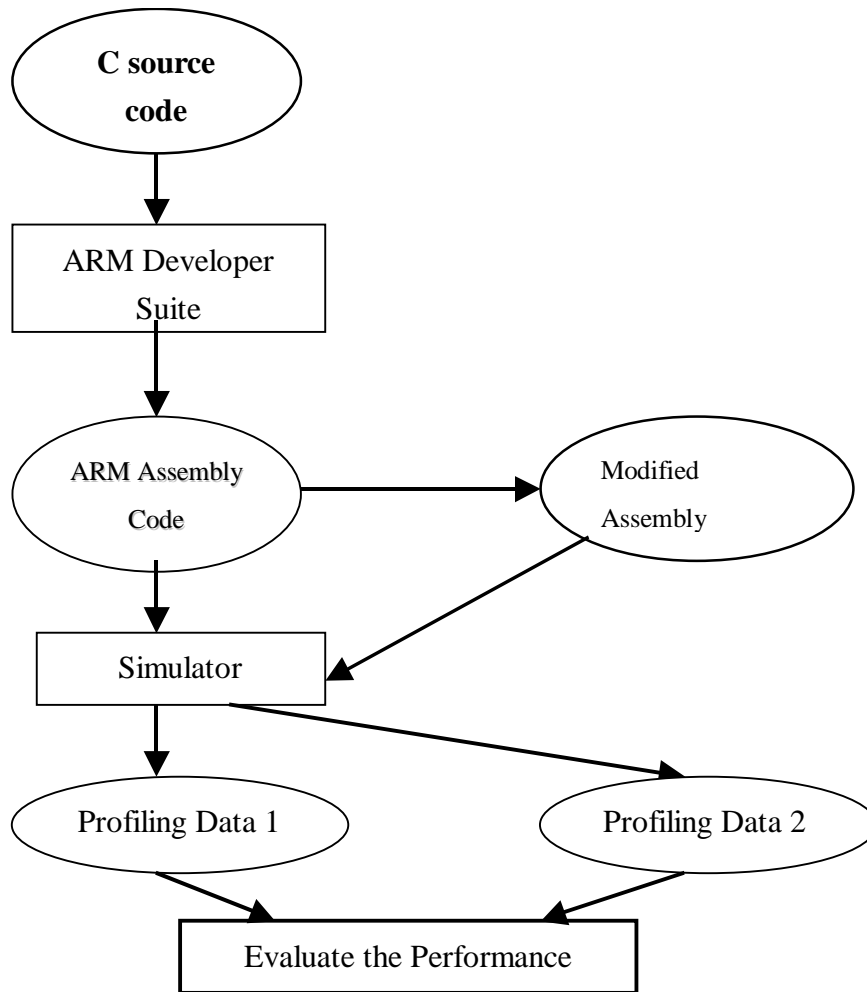 C source
code
ARM Developer
Suite
ARM Assembly
Code
Modified
Assembly
Simulator
Profiling Data 1
Profiling Data 2
Evaluate the Performance